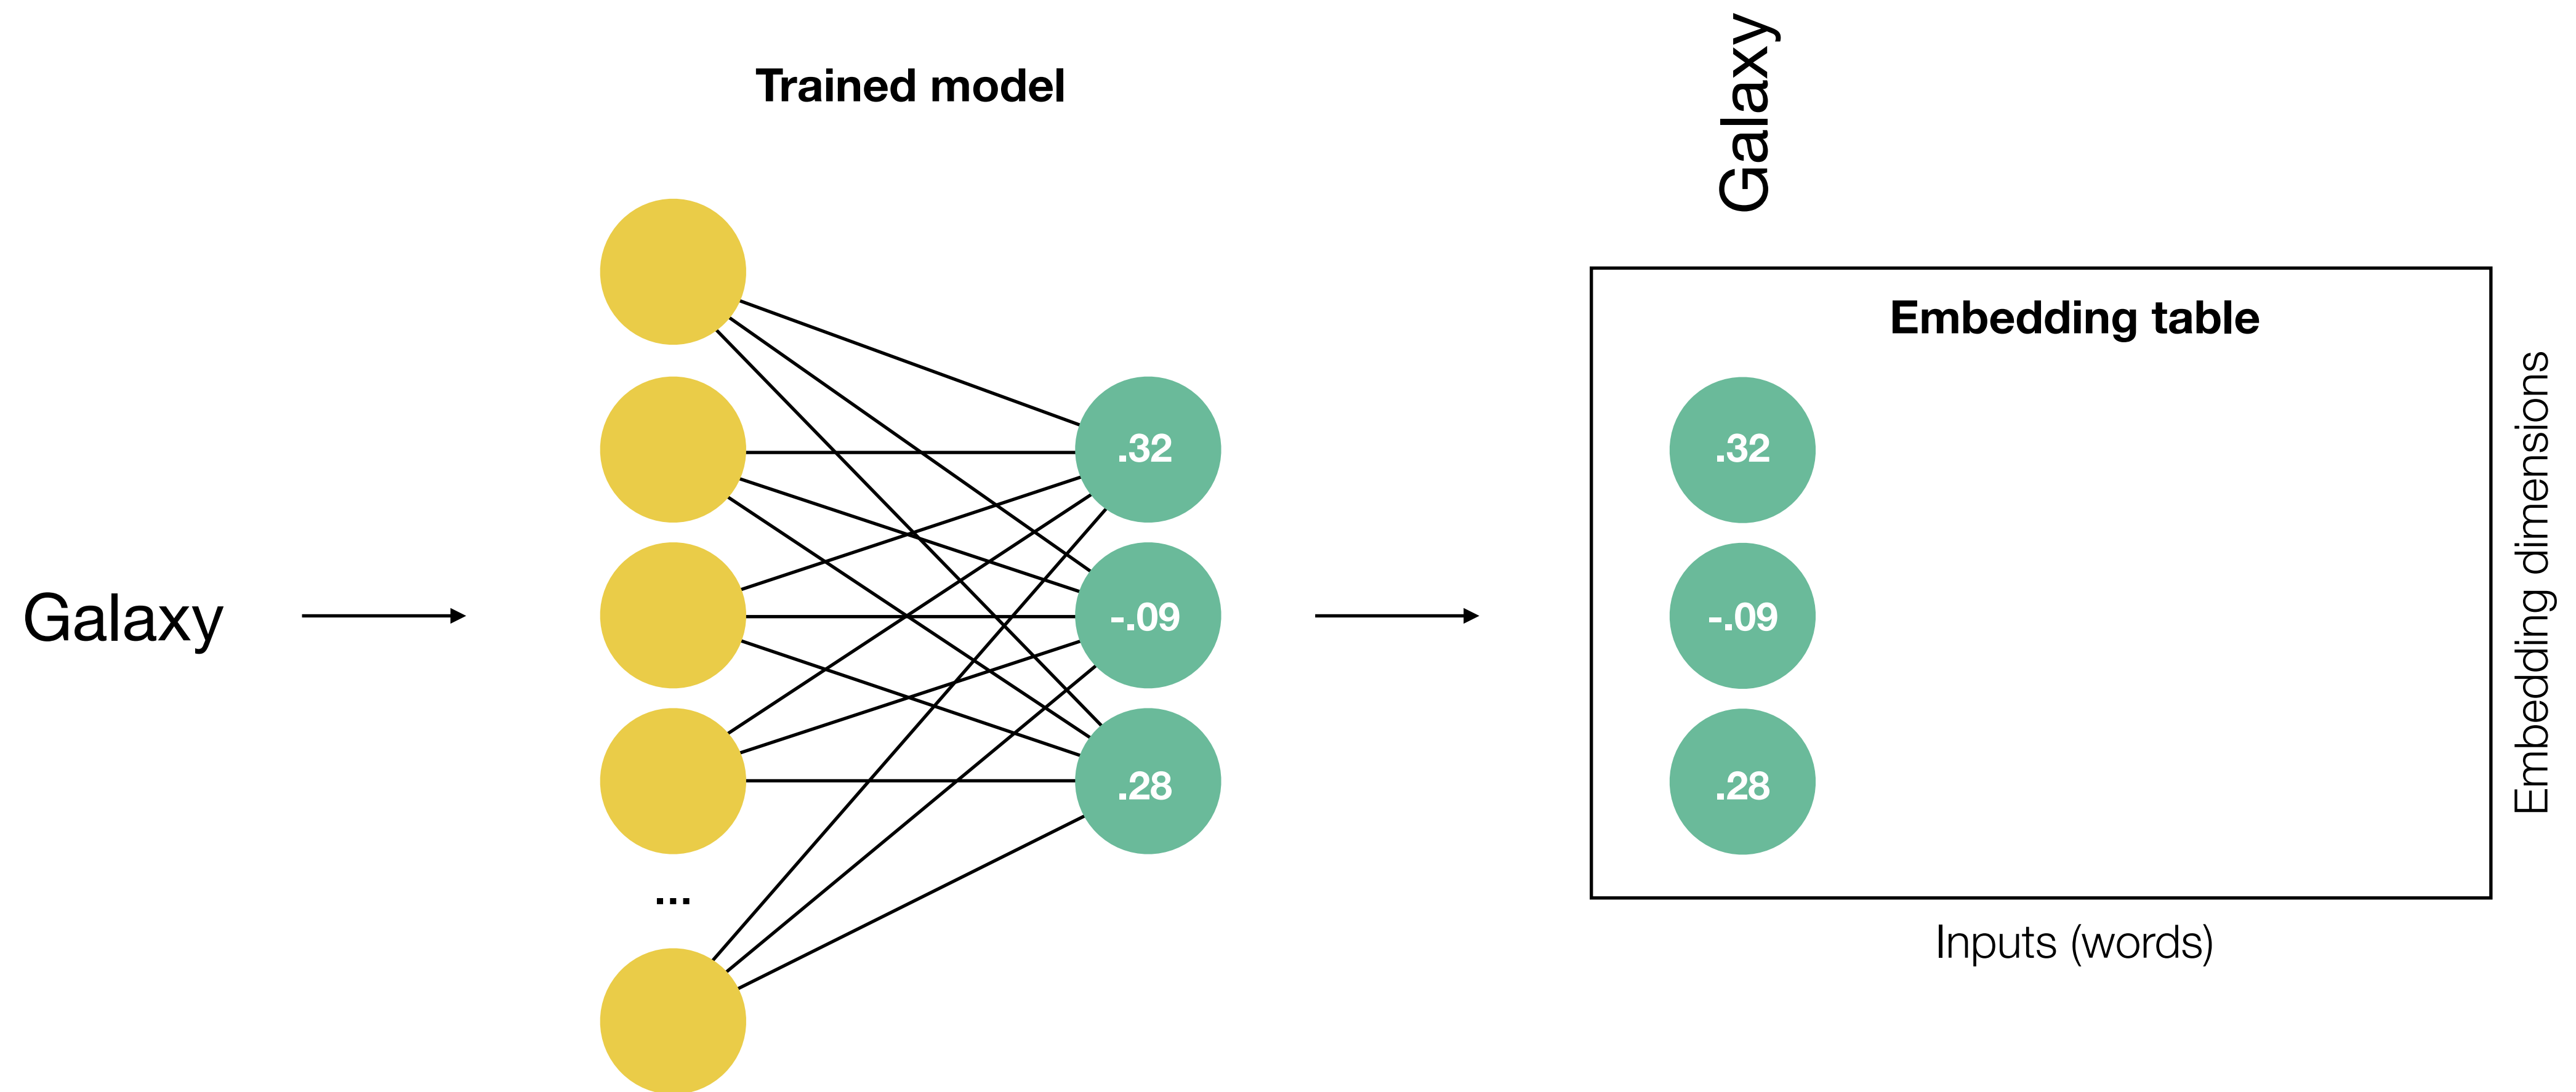 Trained model
Galaxy
.32
-.09
.28
...
Galaxy
Embedding table
.32
-.09
.28
Embedding dimensions
Inputs (words)